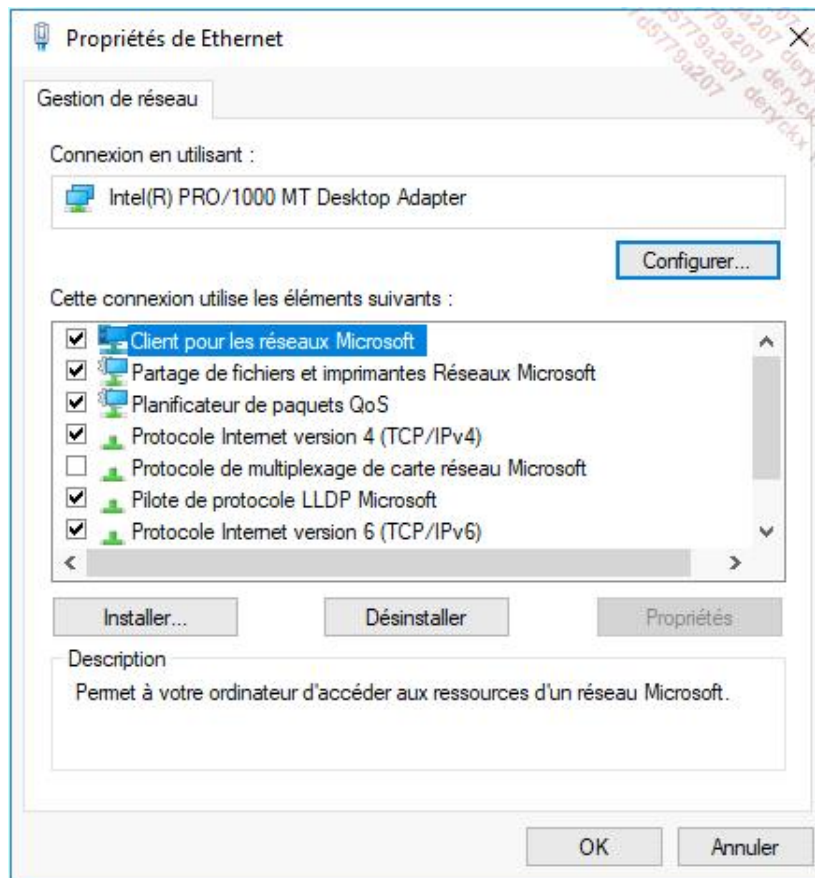 Propriétés de Ethernet
Gestion de réseau
Connexion en utilisant :
Intel(R) PRO/1000 MT Desktop Adapter
Configurer...
Cette connexion utilise les éléments suivants :
Client pour les réseaux Microsoft
Partage de fichiers et imprimantes Réseaux Microsoft
Planificateur de paquets QoS
Protocole Internet version 4 (TCP/IPv4)
Protocole de multiplexage de carte réseau Microsoft
Pilote de protocole LLDP Microsoft
Protocole Internet version 6 (TCP/IPv6)
Installer...
Désinstaller
Propriétés
Description
Permet à votre ordinateur d'accéder aux ressources d'un réseau Microsoft.
OK
Annuler